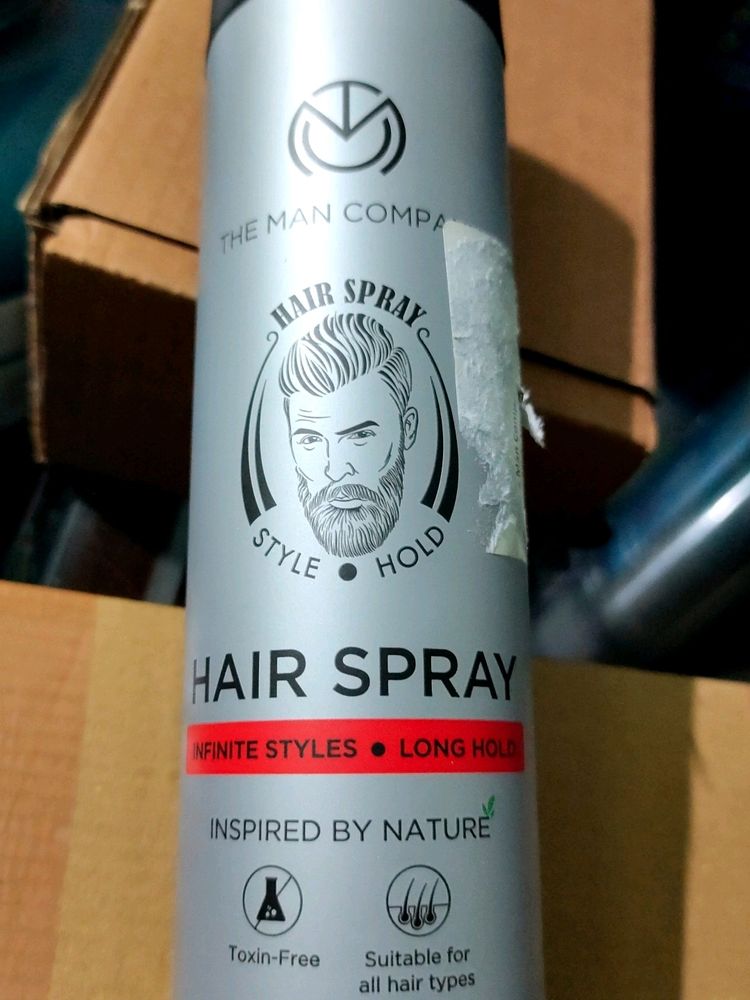 THE MAN COMPA
HAIR SPRAY
STYLE ● HOLD
HAIR SPRAY
INFINITE STYLES ● LONG HOLD
INSPIRED BY NATURE
Toxin-Free
Suitable for
all hair types